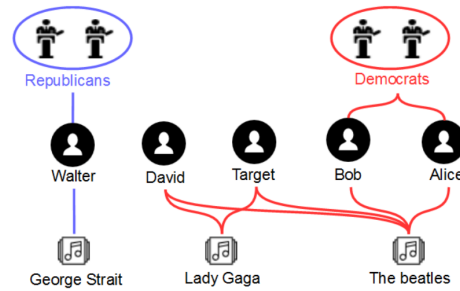 Republicans
Democrats
Walter
David
Target
Bob
Alice
George Strait
Lady Gaga
The beatles